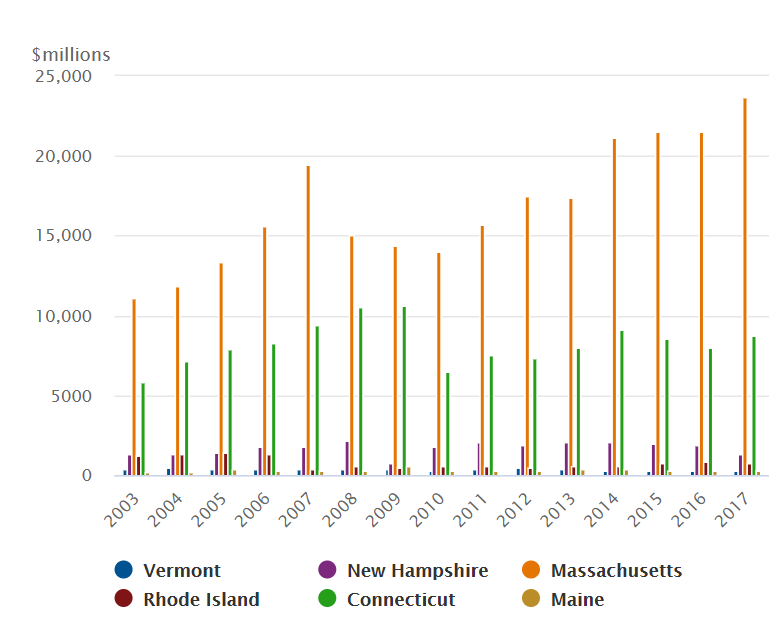 $millions
25,000
20,000
15,000
10,000
5000
0
2003 2004 2005 2006 2007 2008 2009 2010 2011 2012 2013 2014 2015 2016 2017
Vermont New Hampshire Massachusetts
Rhode Island Connecticut Maine